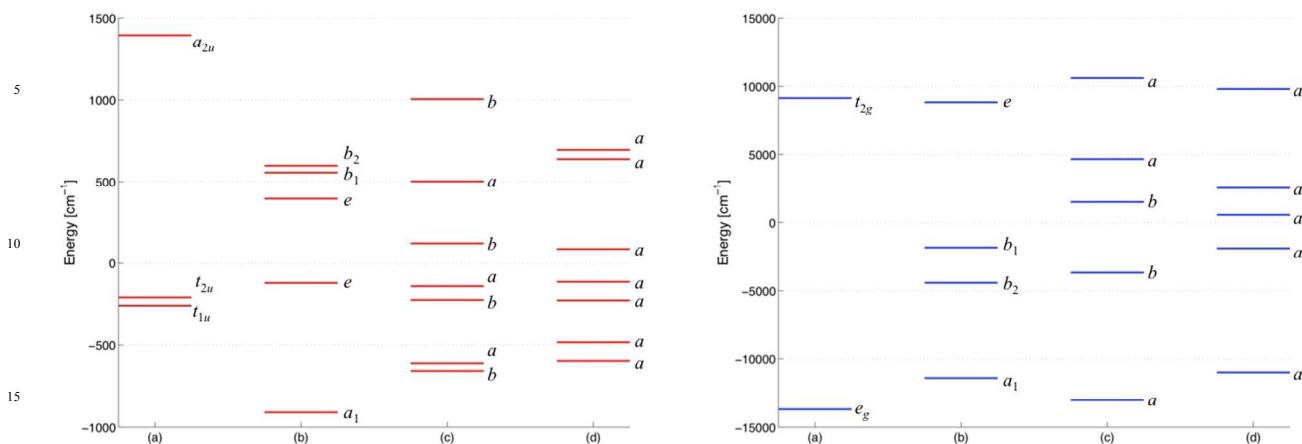 5
10
15
Energy [cm⁻¹]
1500
1000
500
0
-500
-1000
a₂ᵤ
t₂ᵤ
t₁ᵤ
b₂
b₁
e
e
a₁
b
a
b
a
b
a
b
a
a
a
a
a
a
a
(a)
(b)
(c)
(d)
Energy [cm⁻¹]
15000
10000
5000
0
-5000
-10000
-15000
t₂g
e_g
e
b₁
b₂
a₁
a
a
b
b
a
a
a
a
a
a
(a)
(b)
(c)
(d)